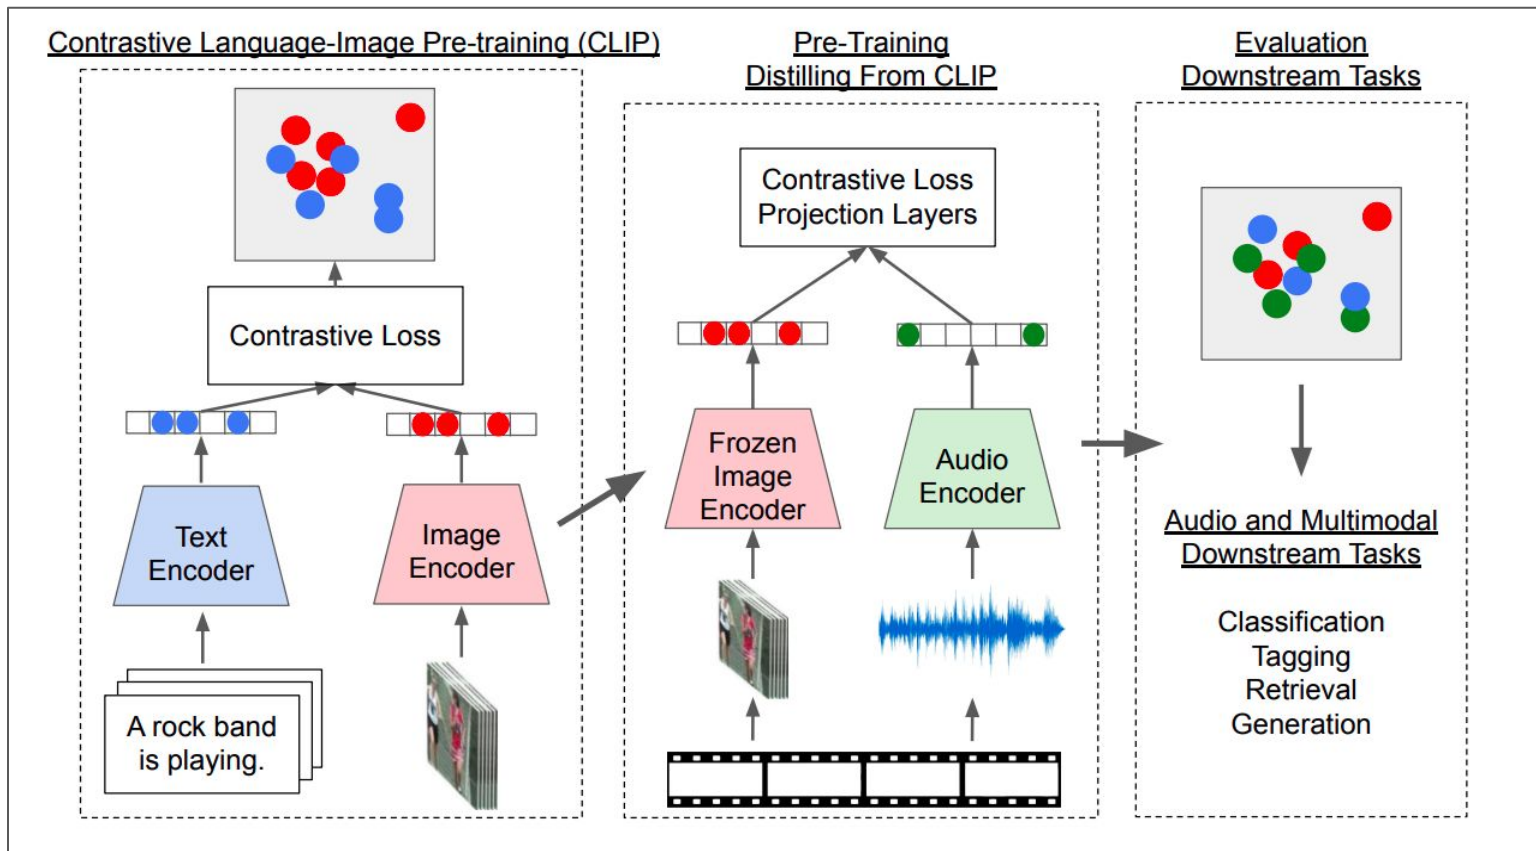 Contrastive Language-Image Pre-training (CLIP)
Contrastive Loss
Text
Encoder
Image
Encoder
A rock band
is playing.
Pre-Training
Distilling From CLIP
Contrastive Loss
Projection Layers
Frozen
Image
Encoder
Audio
Encoder
Evaluation
Downstream Tasks
Audio and Multimodal
Downstream Tasks
Classification
Tagging
Retrieval
Generation